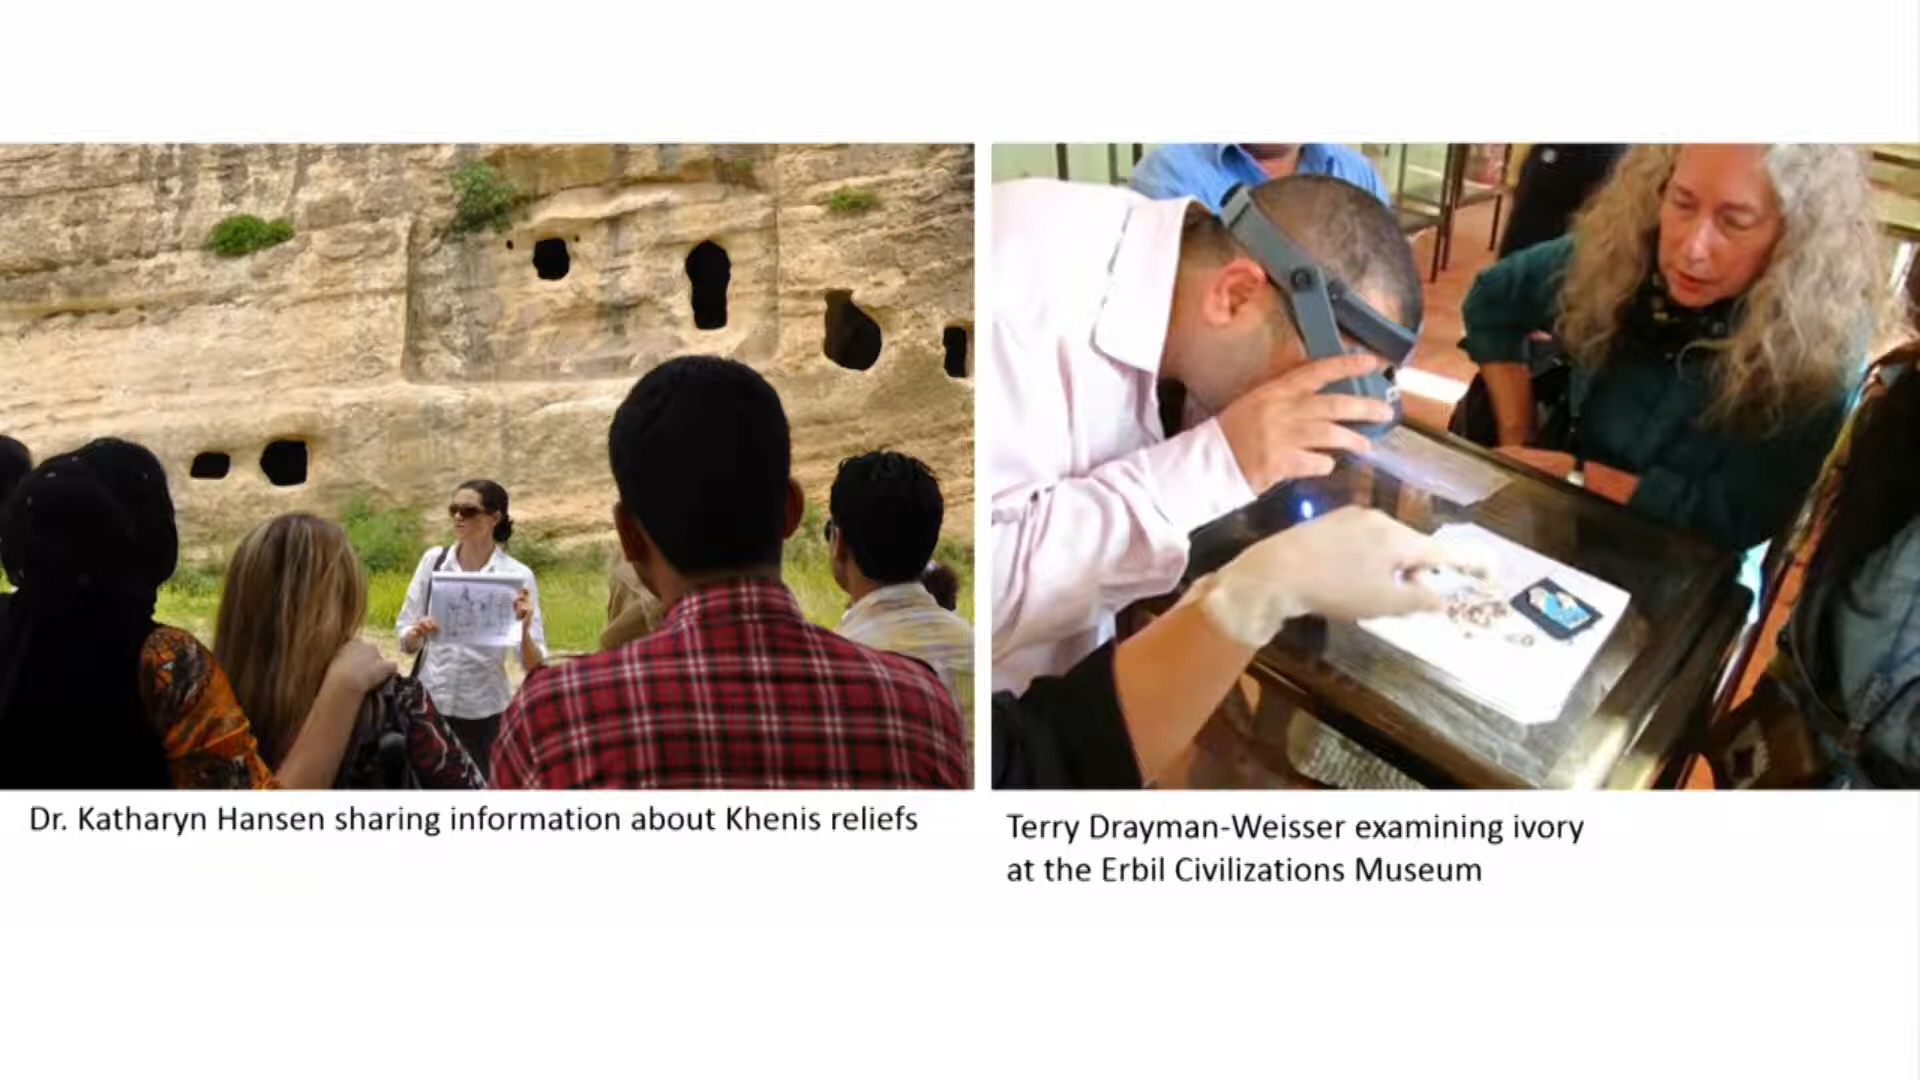 Dr. Katharyn Hansen sharing information about Khenis reliefs
Terry Drayman-Weisser examining ivory
at the Erbil Civilizations Museum